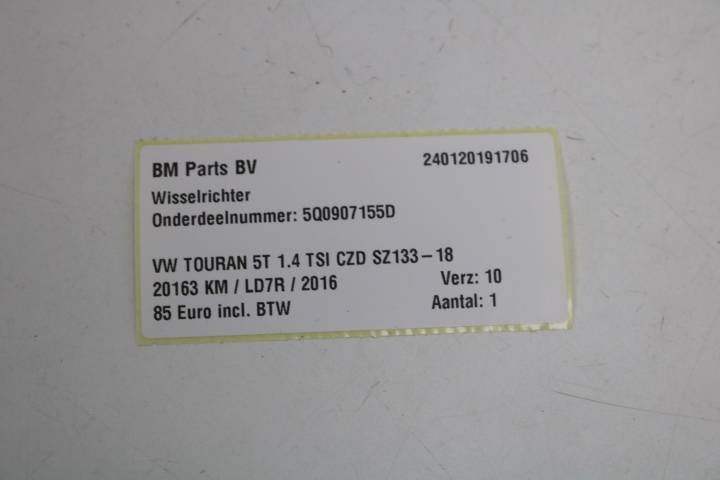 BM Parts BV 240120191706
Wisselrichter
Onderdeelnummer: 5Q0907155D
VW TOURAN 5T 1.4 TSI CZD SZ133-18
20163 KM / LD7R / 2016 Verz: 10
85 Euro incl. BTW Aantal: 1